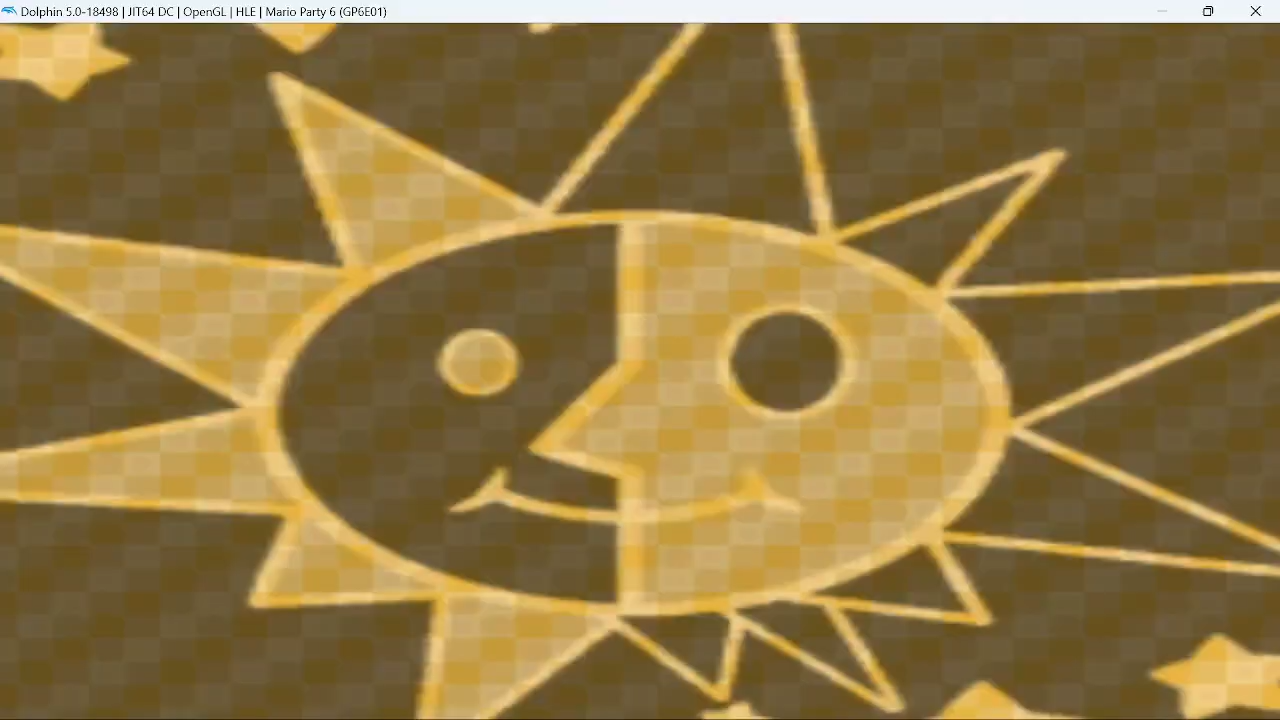 Dolphin 5.0-18498 | JIT64 DC | OpenGL | HLE | Mario Party 6 (GP6E01)